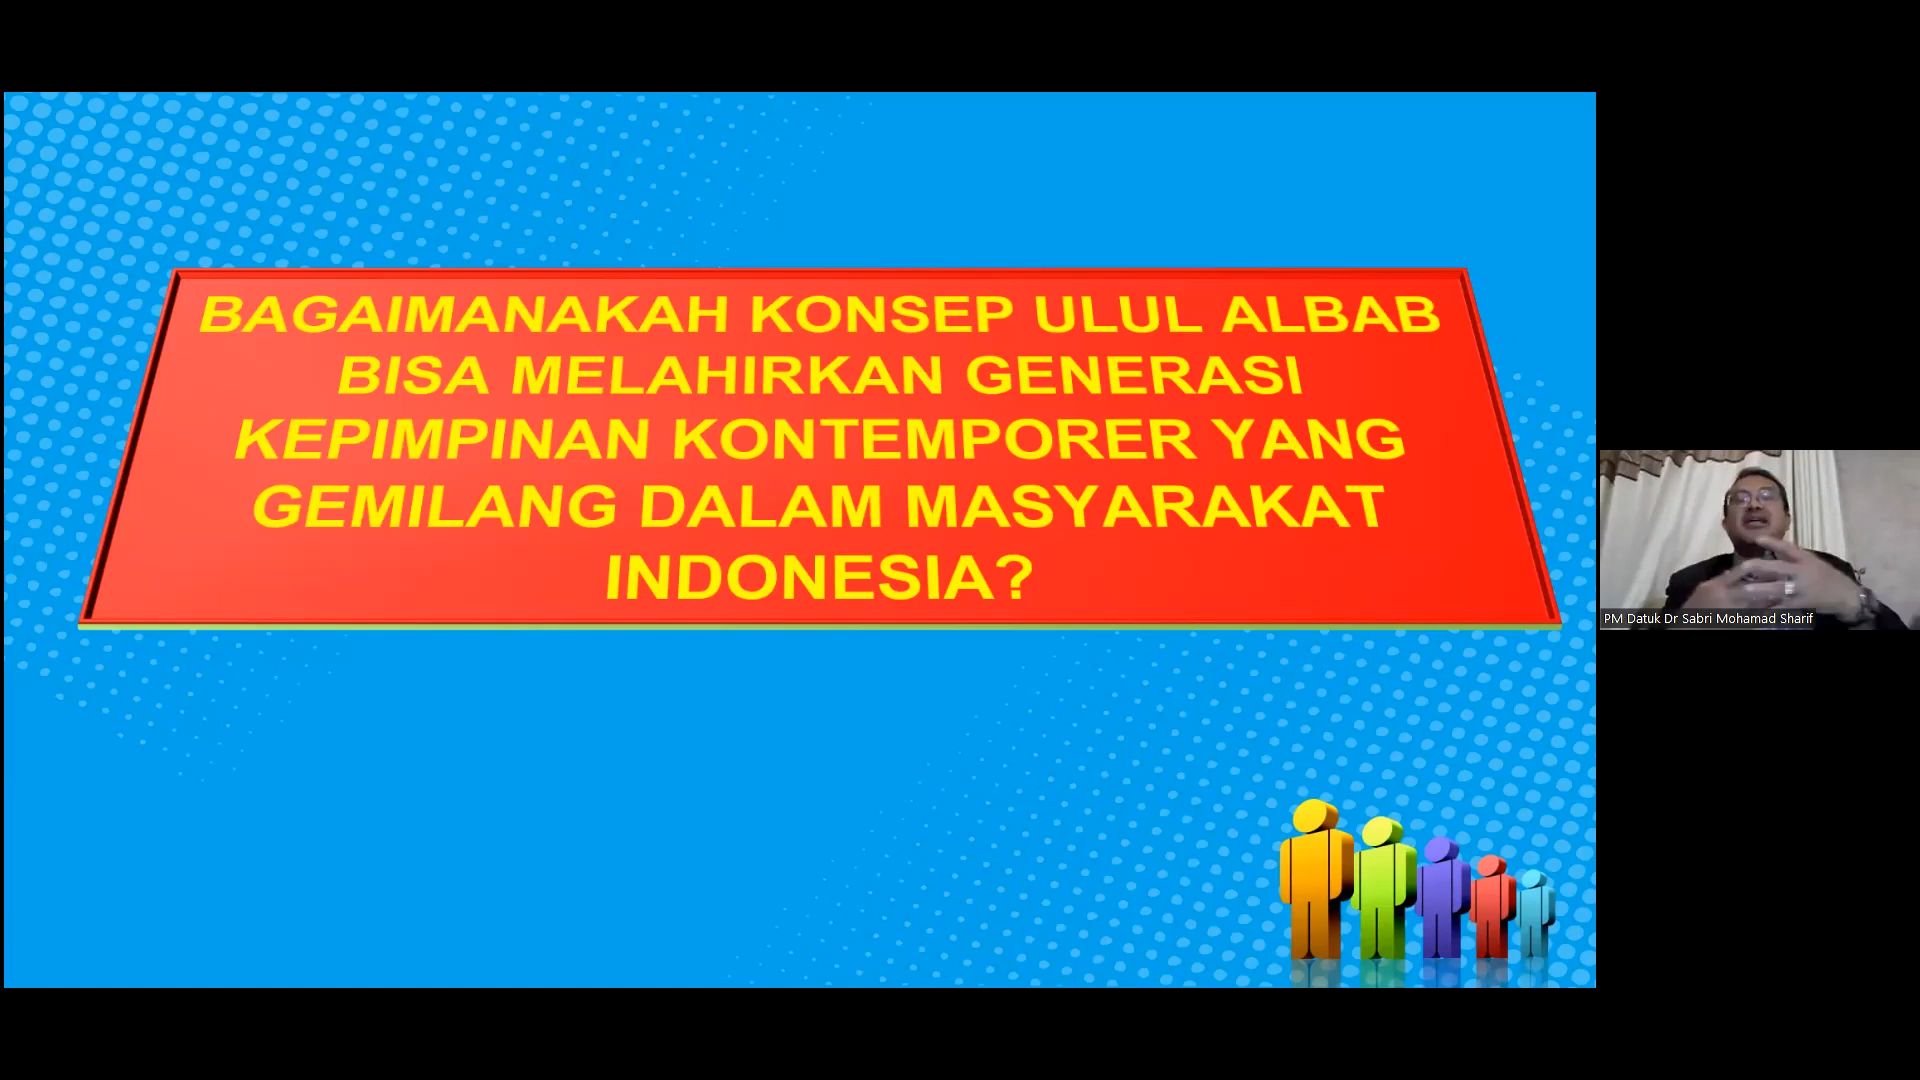 BAGAIMANAKAH KONSEP ULUL ALBAB
BISA MELAHIRKAN GENERASI
KEPIMPINAN KONTEMPORER YANG
GEMILANG DALAM MASYARAKAT
INDONESIA?
PM Datuk Dr Sabri Mohamad Sharif